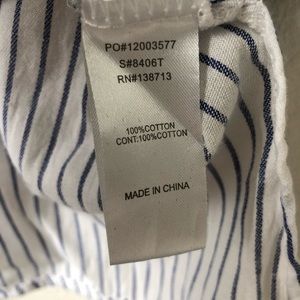 PO#12003577
S#8406T
RN#138713
100%COTTON
CONT:100%COTTON
MADE IN CHINA